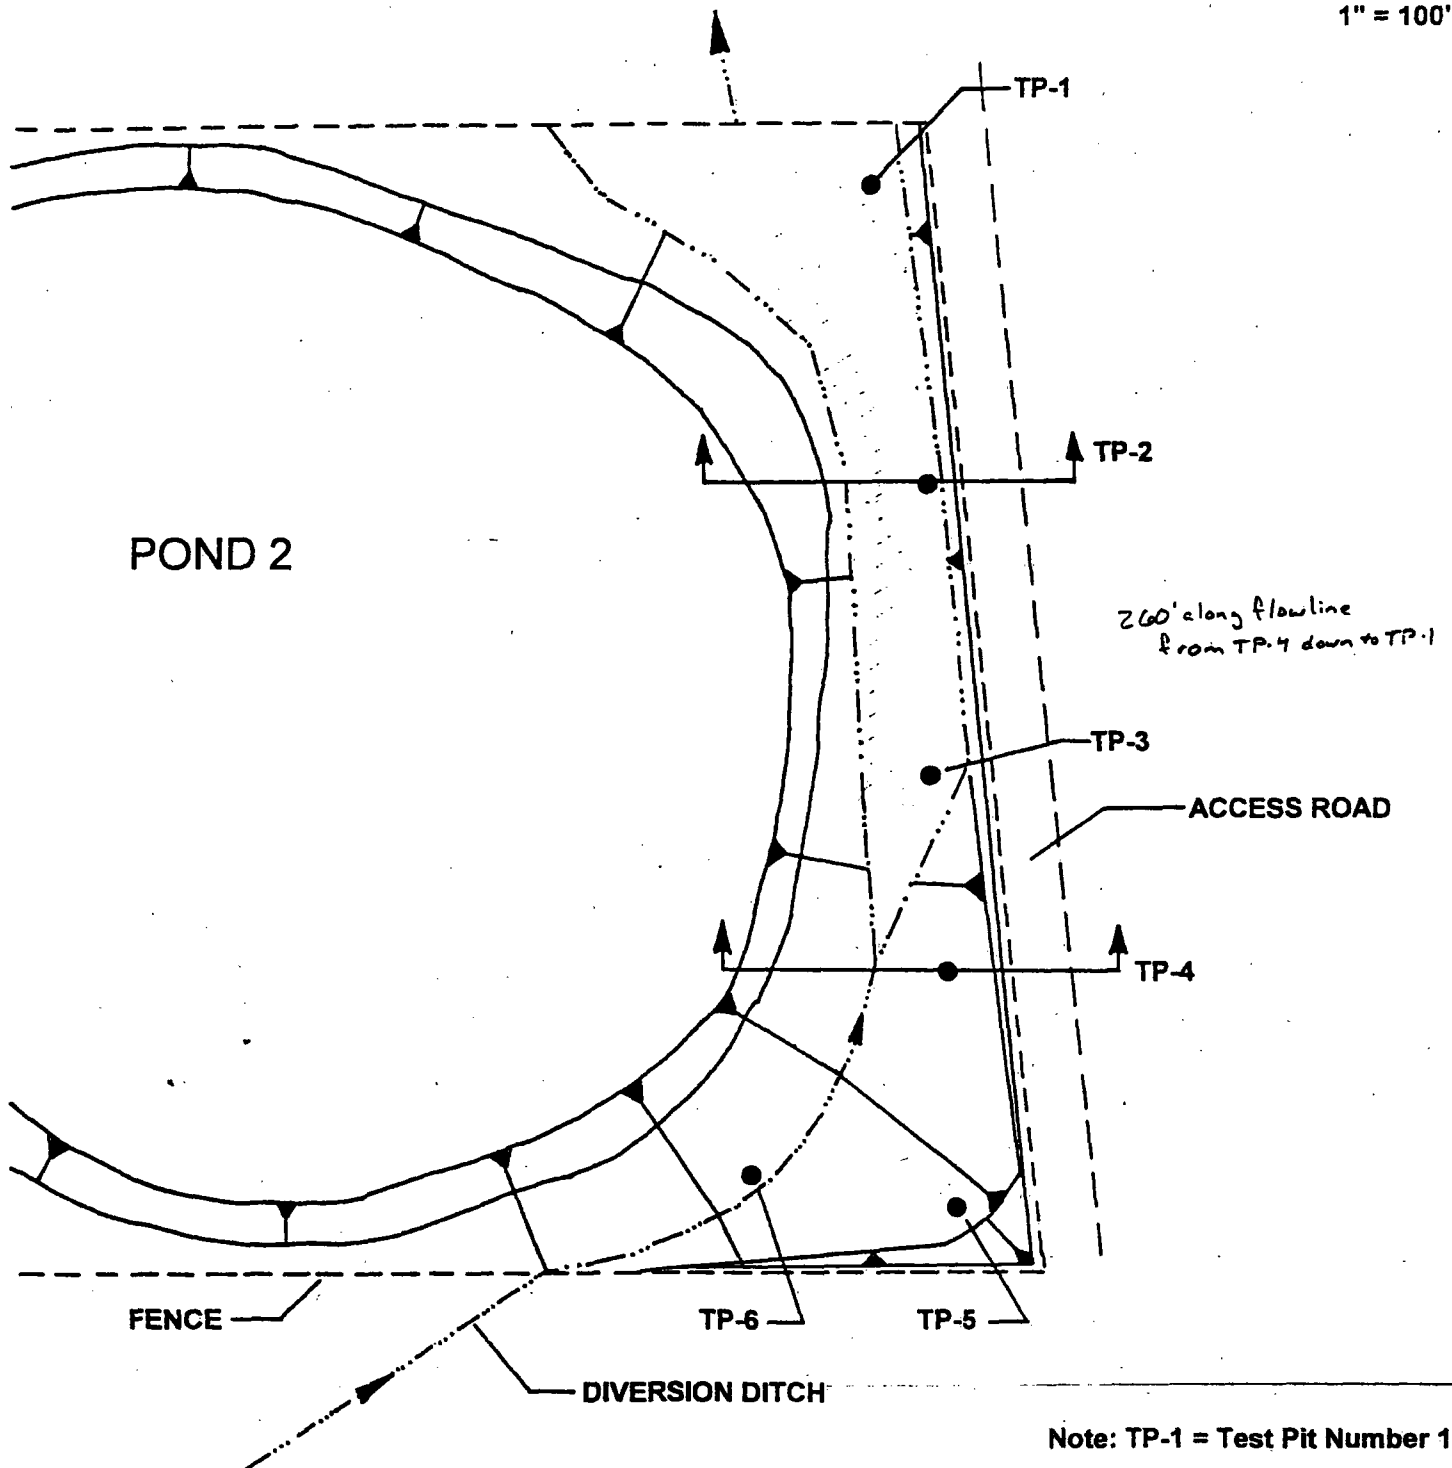 1" = 100'
TP-1
TP-2
POND 2
260' along flowline
from TP-4 down to TP-1
TP-3
ACCESS ROAD
TP-4
FENCE
TP-6
TP-5
DIVERSION DITCH
Note: TP-1 = Test Pit Number 1